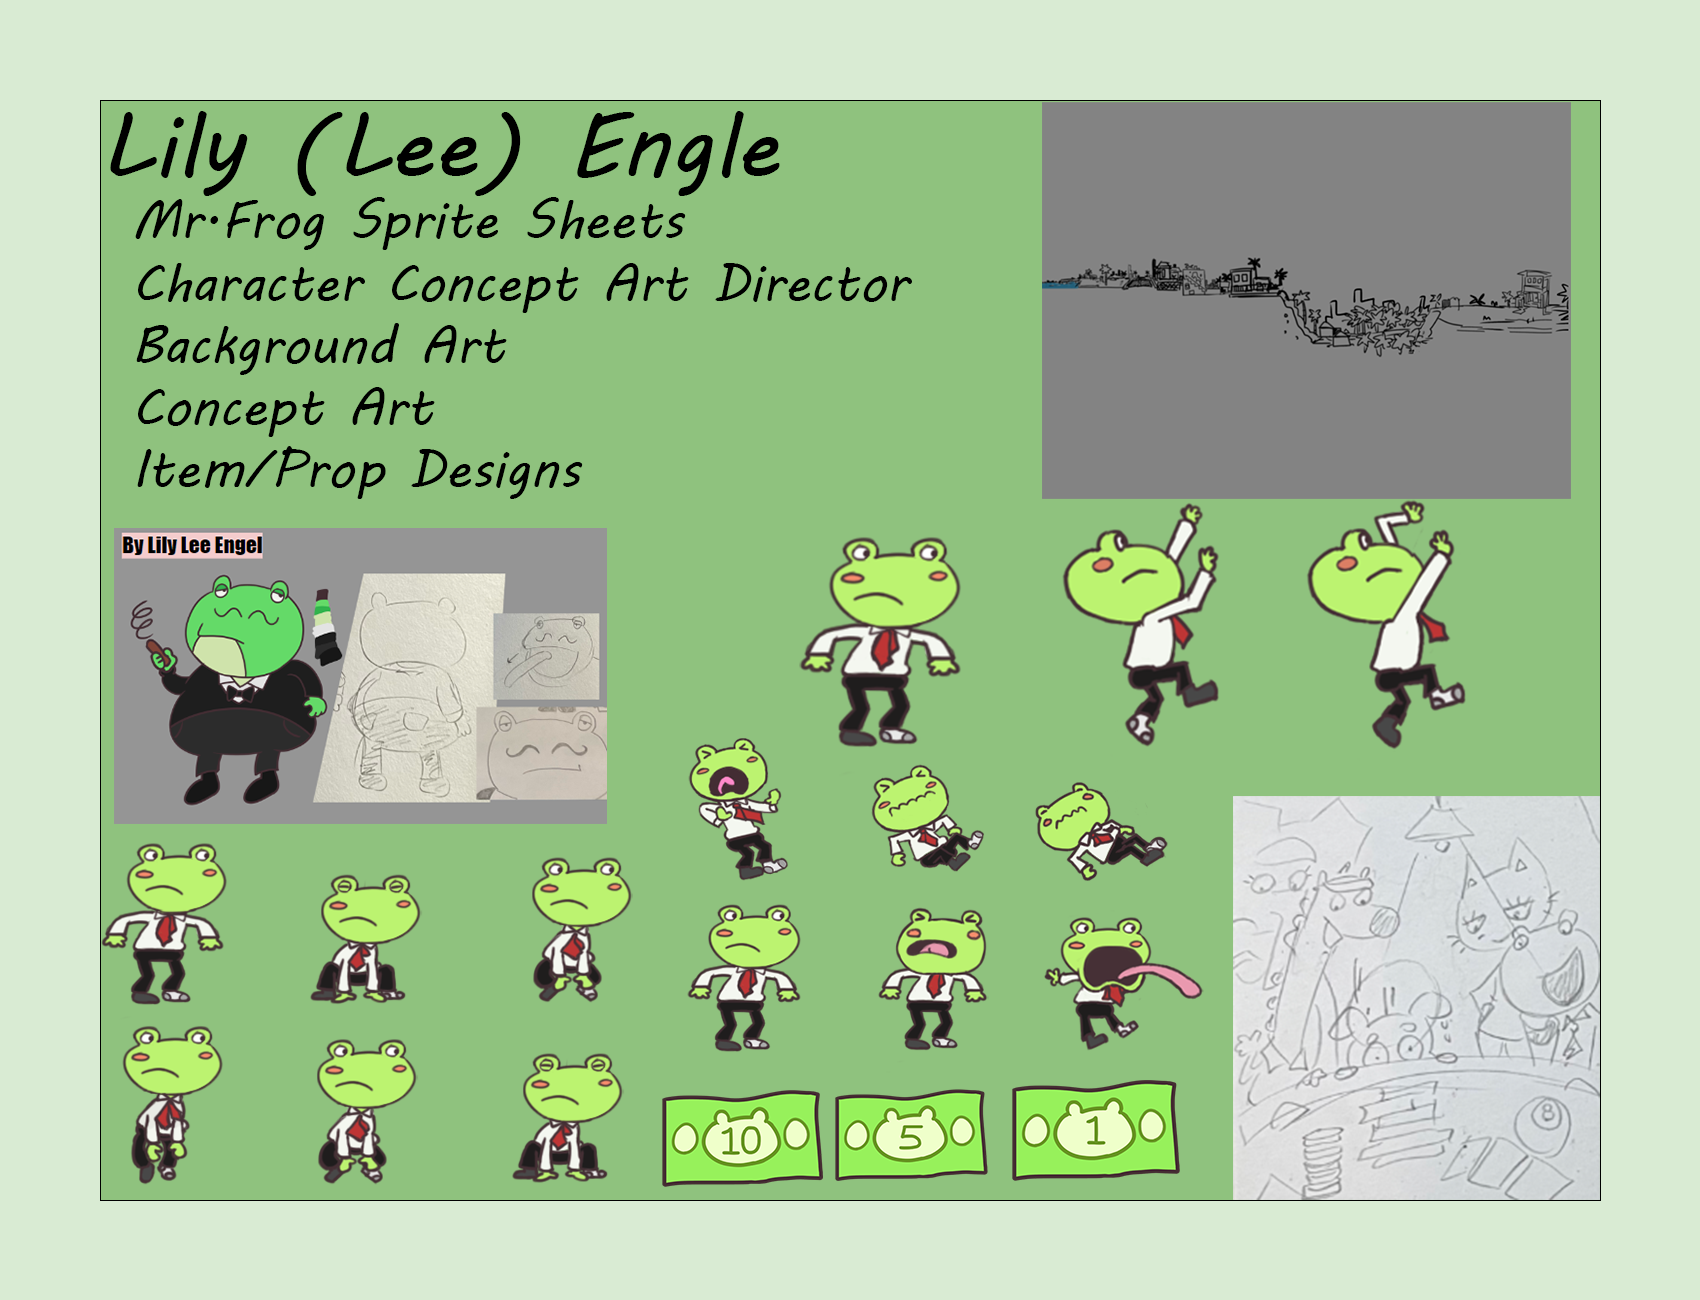 Lily (Lee) Engle
Mr.Frog Sprite Sheets
Character Concept Art Director
Background Art
Concept Art
Item/Prop Designs
By Lily Lee Engel
10
5
1
8